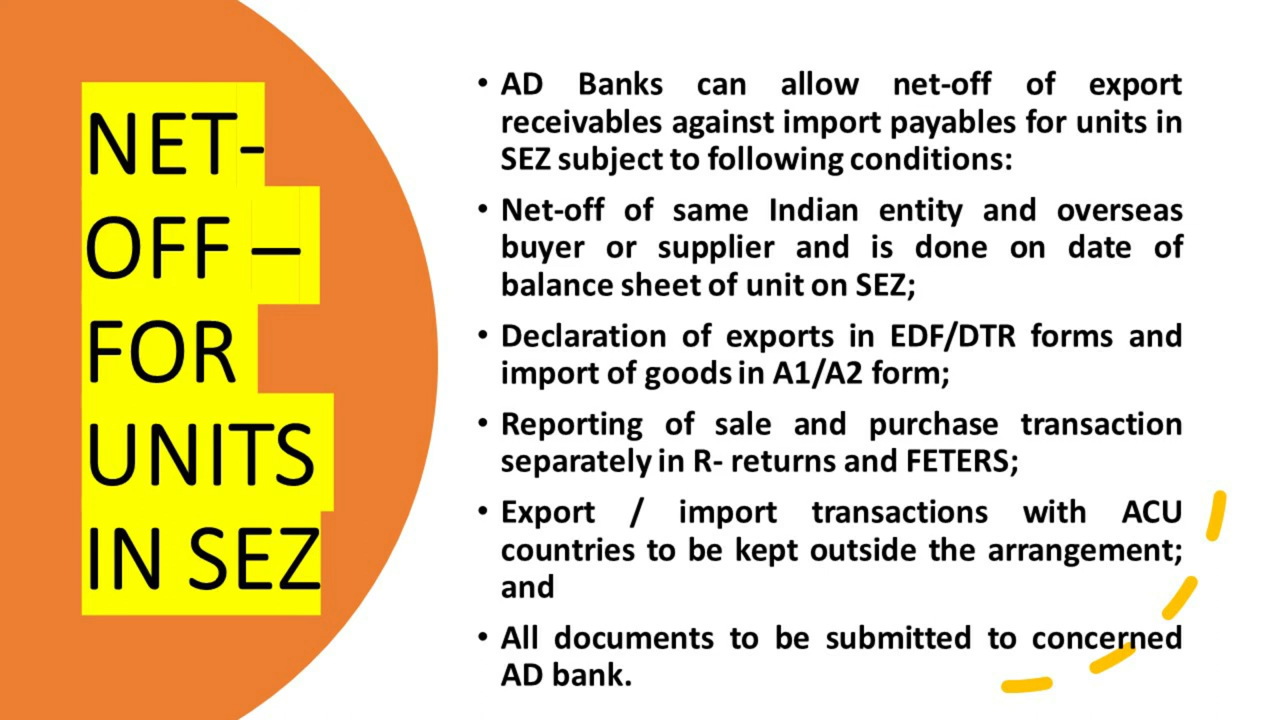 NET-
OFF –
FOR
UNITS
IN SEZ
• AD Banks can allow net-off of export
receivables against import payables for units in
SEZ subject to following conditions:
• Net-off of same Indian entity and overseas
buyer or supplier and is done on date of
balance sheet of unit on SEZ;
• Declaration of exports in EDF/DTR forms and
import of goods in A1/A2 form;
• Reporting of sale and purchase transaction
separately in R- returns and FETERS;
• Export / import transactions with ACU
countries to be kept outside the arrangement;
and
• All documents to be submitted to concerned
AD bank.